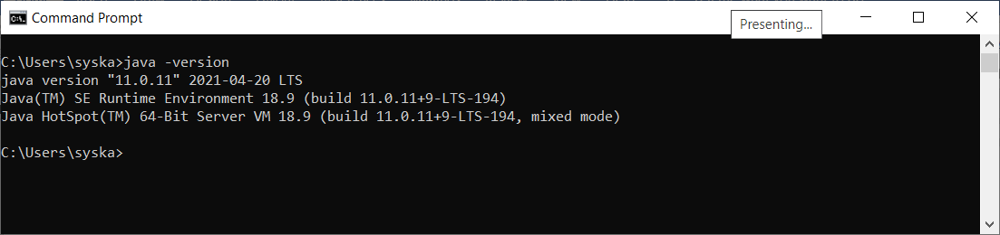 Command Prompt
Presenting...
C:\Users\syska>java -version
java version "11.0.11" 2021-04-20 LTS
Java(TM) SE Runtime Environment 18.9 (build 11.0.11+9-LTS-194)
Java HotSpot(TM) 64-Bit Server VM 18.9 (build 11.0.11+9-LTS-194, mixed mode)
C:\Users\syska>